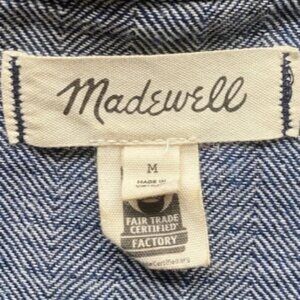 Madewell
M
MADE IN
FAIR TRADE
CERTIFIED
FACTORY